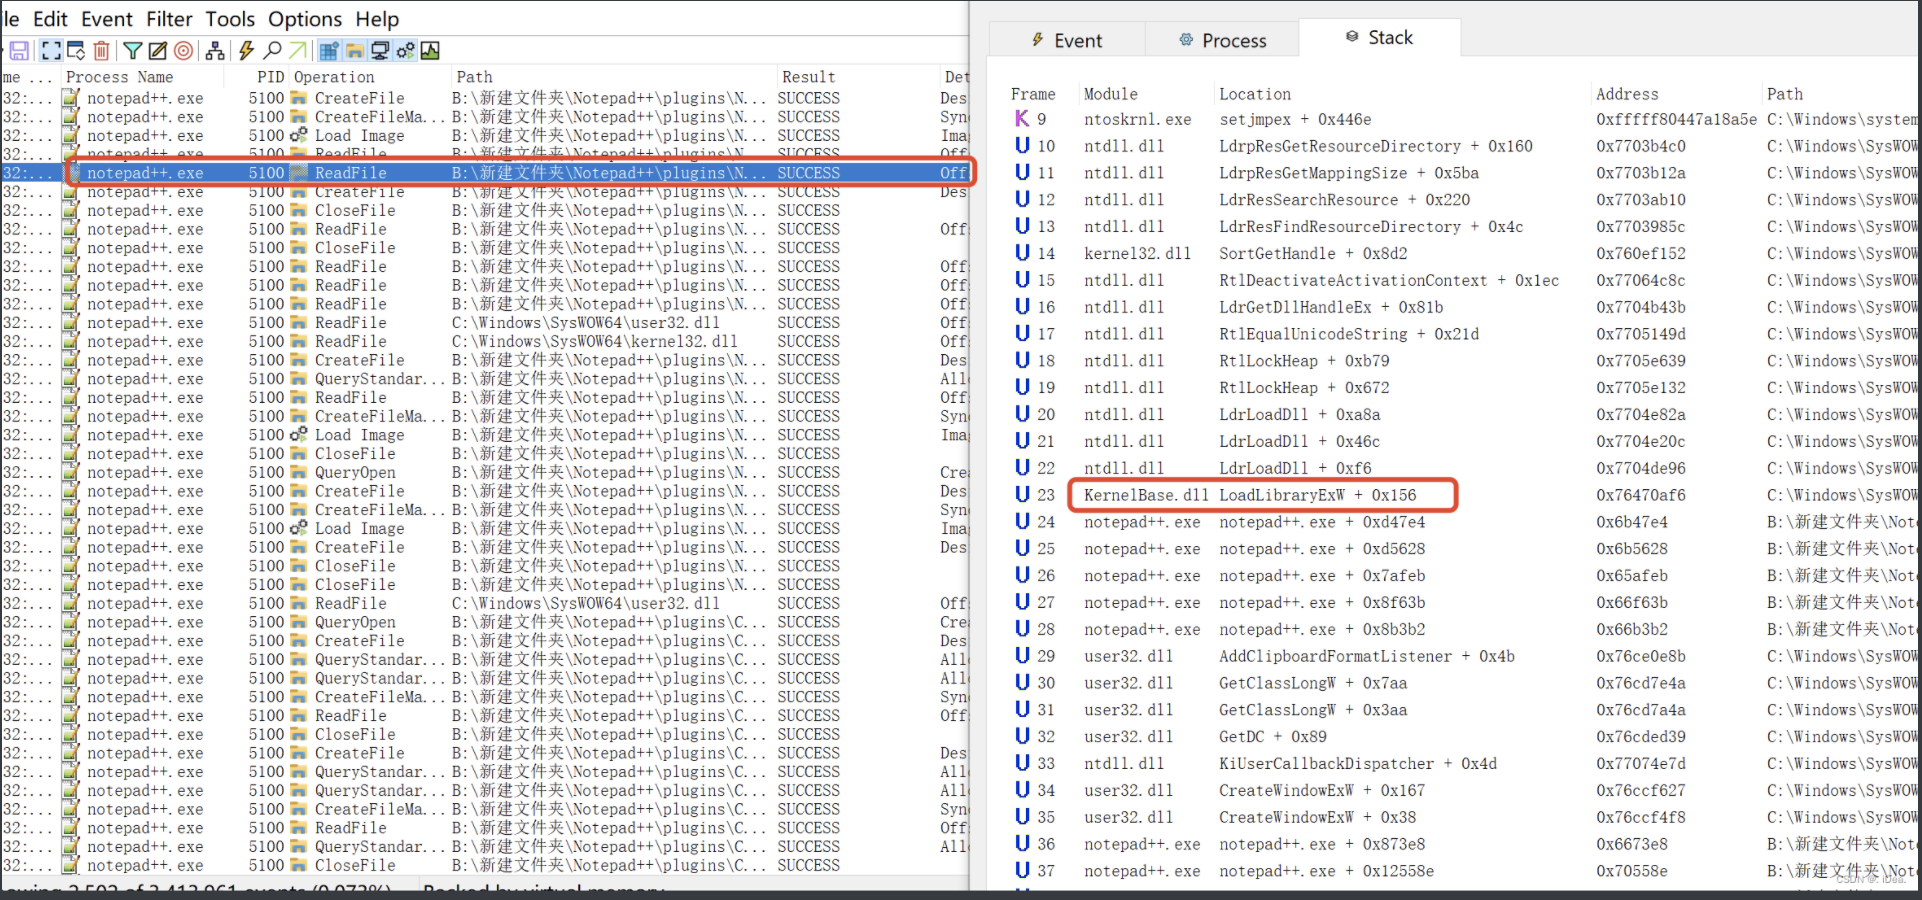 le Edit Event Filter Tools Options Help
me ... Process Name PID Operation Path Result Det
32:... notepad++.exe 5100 CreateFile B:\新建文件夹\Notepad++\plugins\N... SUCCESS Des
32:... notepad++.exe 5100 CreateFileMa... B:\新建文件夹\Notepad++\plugins\N... SUCCESS Syn
32:... notepad++.exe 5100 Load Image B:\新建文件夹\Notepad++\plugins\N... SUCCESS Ima
32:... notepad++.exe 5100 ReadFile B:\新建文件夹\Notepad++\plugins\N... SUCCESS Off
32:... notepad++.exe 5100 ReadFile B:\新建文件夹\Notepad++\plugins\N... SUCCESS Off
32:... notepad++.exe 5100 CreateFile B:\新建文件夹\Notepad++\plugins\N... SUCCESS Des
32:... notepad++.exe 5100 CloseFile B:\新建文件夹\Notepad++\plugins\N... SUCCESS
32:... notepad++.exe 5100 ReadFile B:\新建文件夹\Notepad++\plugins\N... SUCCESS Off
32:... notepad++.exe 5100 CloseFile B:\新建文件夹\Notepad++\plugins\N... SUCCESS
32:... notepad++.exe 5100 ReadFile B:\新建文件夹\Notepad++\plugins\N... SUCCESS Off
32:... notepad++.exe 5100 ReadFile B:\新建文件夹\Notepad++\plugins\N... SUCCESS Off
32:... notepad++.exe 5100 ReadFile B:\新建文件夹\Notepad++\plugins\N... SUCCESS Off
32:... notepad++.exe 5100 ReadFile C:\Windows\SysWOW64\user32.dll SUCCESS Off
32:... notepad++.exe 5100 ReadFile C:\Windows\SysWOW64\kernel32.dll SUCCESS Off
32:... notepad++.exe 5100 CreateFile B:\新建文件夹\Notepad++\plugins\N... SUCCESS Des
32:... notepad++.exe 5100 QueryStandar... B:\新建文件夹\Notepad++\plugins\N... SUCCESS All
32:... notepad++.exe 5100 ReadFile B:\新建文件夹\Notepad++\plugins\N... SUCCESS Off
32:... notepad++.exe 5100 CreateFileMa... B:\新建文件夹\Notepad++\plugins\N... SUCCESS Syn
32:... notepad++.exe 5100 Load Image B:\新建文件夹\Notepad++\plugins\N... SUCCESS Ima
32:... notepad++.exe 5100 CloseFile B:\新建文件夹\Notepad++\plugins\N... SUCCESS
32:... notepad++.exe 5100 QueryOpen B:\新建文件夹\Notepad++\plugins\N... SUCCESS Cre
32:... notepad++.exe 5100 CreateFile B:\新建文件夹\Notepad++\plugins\N... SUCCESS Des
32:... notepad++.exe 5100 CreateFileMa... B:\新建文件夹\Notepad++\plugins\N... SUCCESS Syn
32:... notepad++.exe 5100 Load Image B:\新建文件夹\Notepad++\plugins\N... SUCCESS Ima
32:... notepad++.exe 5100 CreateFile B:\新建文件夹\Notepad++\plugins\N... SUCCESS Des
32:... notepad++.exe 5100 CloseFile B:\新建文件夹\Notepad++\plugins\N... SUCCESS
32:... notepad++.exe 5100 CloseFile B:\新建文件夹\Notepad++\plugins\N... SUCCESS
32:... notepad++.exe 5100 ReadFile C:\Windows\SysWOW64\user32.dll SUCCESS Off
32:... notepad++.exe 5100 QueryOpen B:\新建文件夹\Notepad++\plugins\C... SUCCESS Cre
32:... notepad++.exe 5100 CreateFile B:\新建文件夹\Notepad++\plugins\C... SUCCESS Des
32:... notepad++.exe 5100 QueryStandar... B:\新建文件夹\Notepad++\plugins\C... SUCCESS All
32:... notepad++.exe 5100 QueryStandar... B:\新建文件夹\Notepad++\plugins\C... SUCCESS All
32:... notepad++.exe 5100 CreateFileMa... B:\新建文件夹\Notepad++\plugins\C... SUCCESS Syn
32:... notepad++.exe 5100 ReadFile B:\新建文件夹\Notepad++\plugins\C... SUCCESS Off
32:... notepad++.exe 5100 CloseFile B:\新建文件夹\Notepad++\plugins\C... SUCCESS
32:... notepad++.exe 5100 CreateFile B:\新建文件夹\Notepad++\plugins\C... SUCCESS Des
32:... notepad++.exe 5100 QueryStandar... B:\新建文件夹\Notepad++\plugins\C... SUCCESS All
32:... notepad++.exe 5100 QueryStandar... B:\新建文件夹\Notepad++\plugins\C... SUCCESS All
32:... notepad++.exe 5100 CreateFileMa... B:\新建文件夹\Notepad++\plugins\C... SUCCESS Syn
32:... notepad++.exe 5100 ReadFile B:\新建文件夹\Notepad++\plugins\C... SUCCESS Off
32:... notepad++.exe 5100 QueryStandar... B:\新建文件夹\Notepad++\plugins\C... SUCCESS All
32:... notepad++.exe 5100 CloseFile B:\新建文件夹\Notepad++\plugins\C... SUCCESS
owing 2,502 of 3,413,961 events (0.073%) Backed by virtual memory
Event Process Stack
Frame Module Location Address Path
K 9 ntoskrnl.exe setjmpex + 0x446e 0xfffff80447a18a5e C:\Windows\system
U 10 ntdll.dll LdrpResGetResourceDirectory + 0x160 0x7703b4c0 C:\Windows\SysWOW
U 11 ntdll.dll LdrpResGetMappingSize + 0x5ba 0x7703b12a C:\Windows\SysWOW
U 12 ntdll.dll LdrResSearchResource + 0x220 0x7703ab10 C:\Windows\SysWOW
U 13 ntdll.dll LdrResFindResourceDirectory + 0x4c 0x7703985c C:\Windows\SysWOW
U 14 kernel32.dll SortGetHandle + 0x8d2 0x760ef152 C:\Windows\SysWOW
U 15 ntdll.dll RtlDeactivateActivationContext + 0x1ec 0x77064c8c C:\Windows\SysWOW
U 16 ntdll.dll LdrGetDllHandleEx + 0x81b 0x7704b43b C:\Windows\SysWOW
U 17 ntdll.dll RtlEqualUnicodeString + 0x21d 0x7705149d C:\Windows\SysWOW
U 18 ntdll.dll RtlLockHeap + 0xb79 0x7705e639 C:\Windows\SysWOW
U 19 ntdll.dll RtlLockHeap + 0x672 0x7705e132 C:\Windows\SysWOW
U 20 ntdll.dll LdrLoadDll + 0xa8a 0x7704e82a C:\Windows\SysWOW
U 21 ntdll.dll LdrLoadDll + 0x46c 0x7704e20c C:\Windows\SysWOW
U 22 ntdll.dll LdrLoadDll + 0xf6 0x7704de96 C:\Windows\SysWOW
U 23 KernelBase.dll LoadLibraryExW + 0x156 0x76470af6 C:\Windows\SysWOW
U 24 notepad++.exe notepad++.exe + 0xd47e4 0x6b47e4 B:\新建文件夹\Not
U 25 notepad++.exe notepad++.exe + 0xd5628 0x6b5628 B:\新建文件夹\Not
U 26 notepad++.exe notepad++.exe + 0x7afeb 0x65afeb B:\新建文件夹\Not
U 27 notepad++.exe notepad++.exe + 0x8f63b 0x66f63b B:\新建文件夹\Not
U 28 notepad++.exe notepad++.exe + 0x8b3b2 0x66b3b2 B:\新建文件夹\Not
U 29 user32.dll AddClipboardFormatListener + 0x4b 0x76ce0e8b C:\Windows\SysWOW
U 30 user32.dll GetClassLongW + 0x7aa 0x76cd7e4a C:\Windows\SysWOW
U 31 user32.dll GetClassLongW + 0x3aa 0x76cd7a4a C:\Windows\SysWOW
U 32 user32.dll GetDC + 0x89 0x76cded39 C:\Windows\SysWOW
U 33 ntdll.dll KiUserCallbackDispatcher + 0x4d 0x77074e7d C:\Windows\SysWOW
U 34 user32.dll CreateWindowExW + 0x167 0x76ccf627 C:\Windows\SysWOW
U 35 user32.dll CreateWindowExW + 0x38 0x76ccf4f8 C:\Windows\SysWOW
U 36 notepad++.exe notepad++.exe + 0x873e8 0x6673e8 B:\新建文件夹\Not
U 37 notepad++.exe notepad++.exe + 0x12558e 0x70558e B:\新建文件夹\Not
CSDN @: iDea.